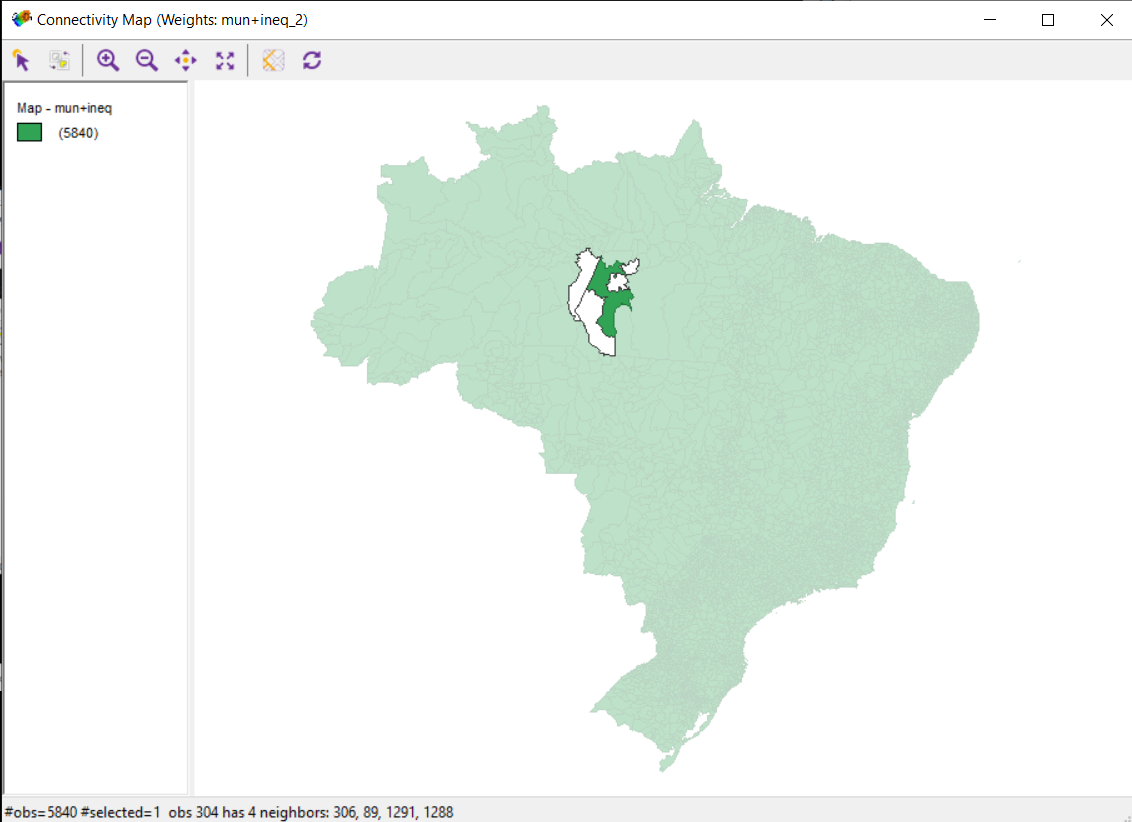 Connectivity Map (Weights: mun+ineq_2)
Map - mun+ineq
(5840)
#obs=5840 #selected=1 obs 304 has 4 neighbors: 306, 89, 1291, 1288